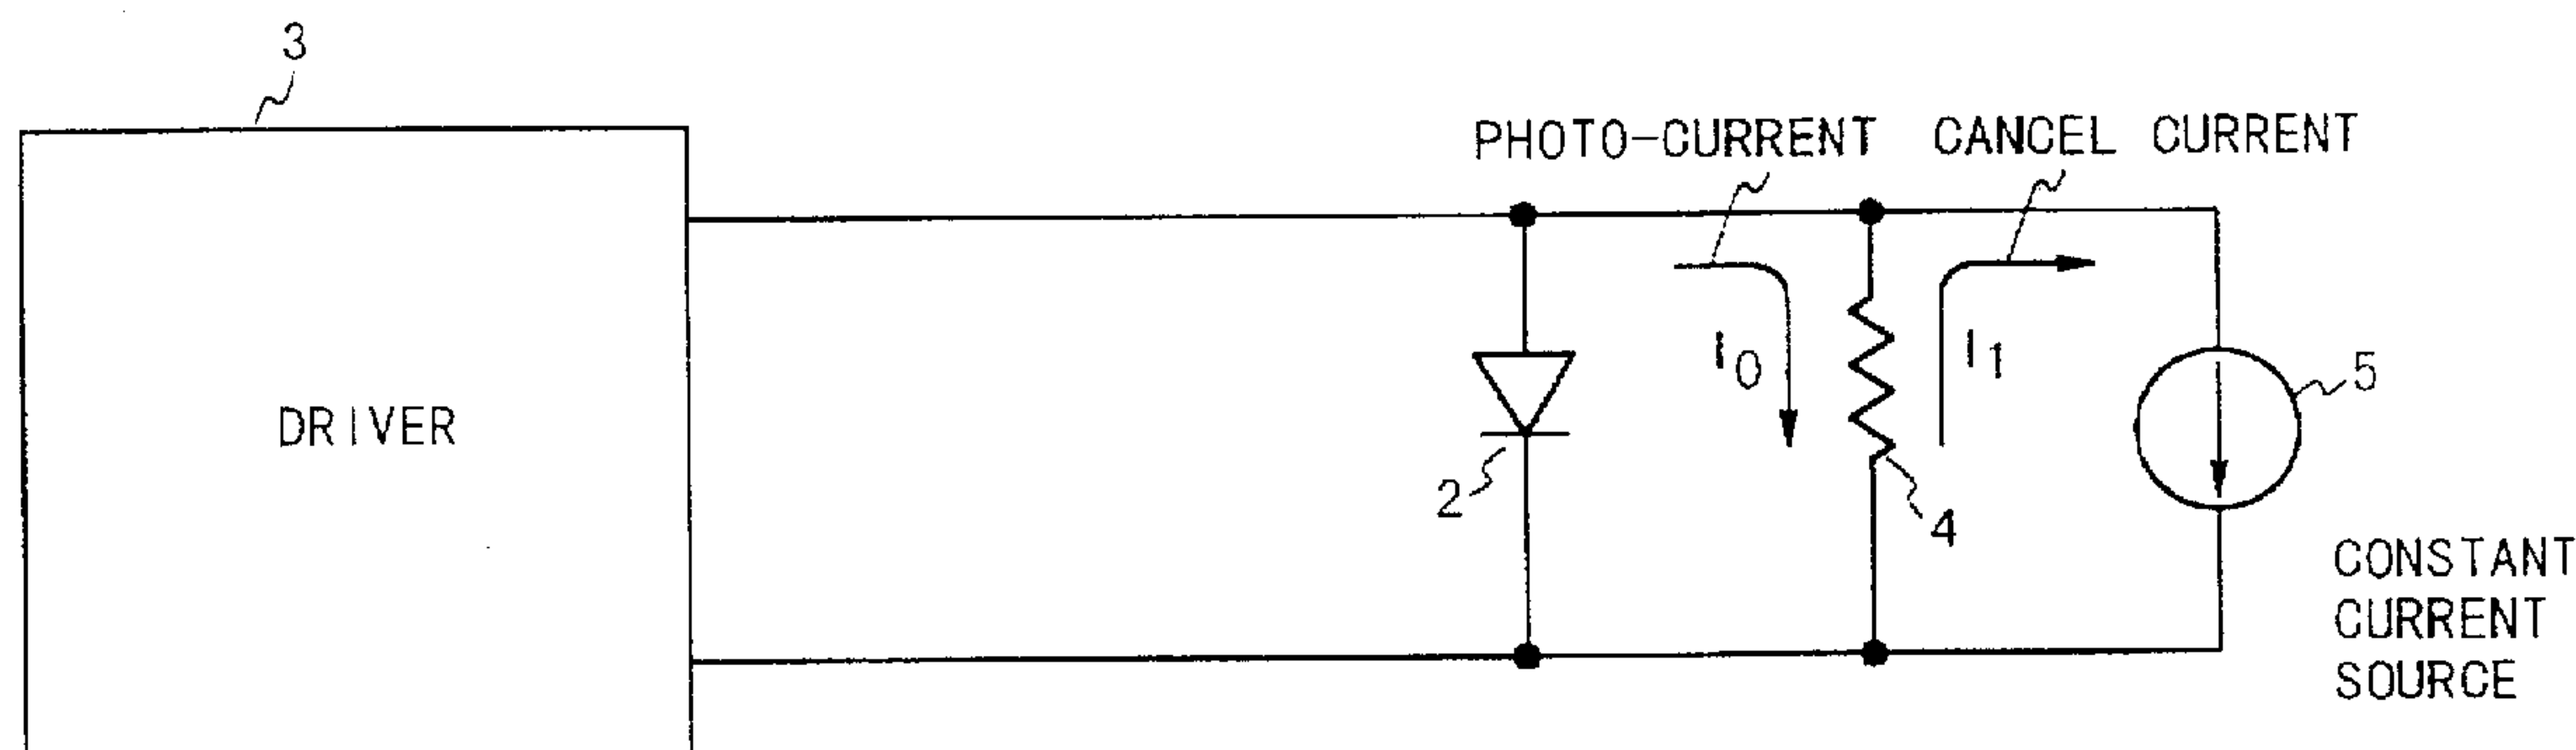 3
PHOTO-CURRENT CANCEL CURRENT
DRIVER
I0
I1
5
2
4
CONSTANT
CURRENT
SOURCE